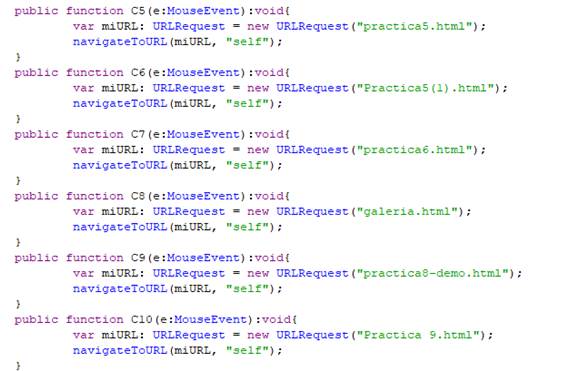 public function C5(e:MouseEvent):void{
var miURL: URLRequest = new URLRequest("practica5.html");
navigateToURL(miURL, "self");
}
public function C6(e:MouseEvent):void{
var miURL: URLRequest = new URLRequest("Practica5(1).html");
navigateToURL(miURL, "self");
}
public function C7(e:MouseEvent):void{
var miURL: URLRequest = new URLRequest("practica6.html");
navigateToURL(miURL, "self");
}
public function C8(e:MouseEvent):void{
var miURL: URLRequest = new URLRequest("galeria.html");
navigateToURL(miURL, "self");
}
public function C9(e:MouseEvent):void{
var miURL: URLRequest = new URLRequest("practica8-demo.html");
navigateToURL(miURL, "self");
}
public function C10(e:MouseEvent):void{
var miURL: URLRequest = new URLRequest("Practica 9.html");
navigateToURL(miURL, "self");
}